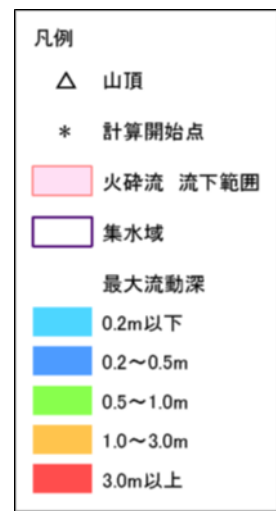 凡例
△ 山頂
* 計算開始点
火砕流 流下範囲
集水域
最大流動深
0.2m以下
0.2～0.5m
0.5～1.0m
1.0～3.0m
3.0m以上